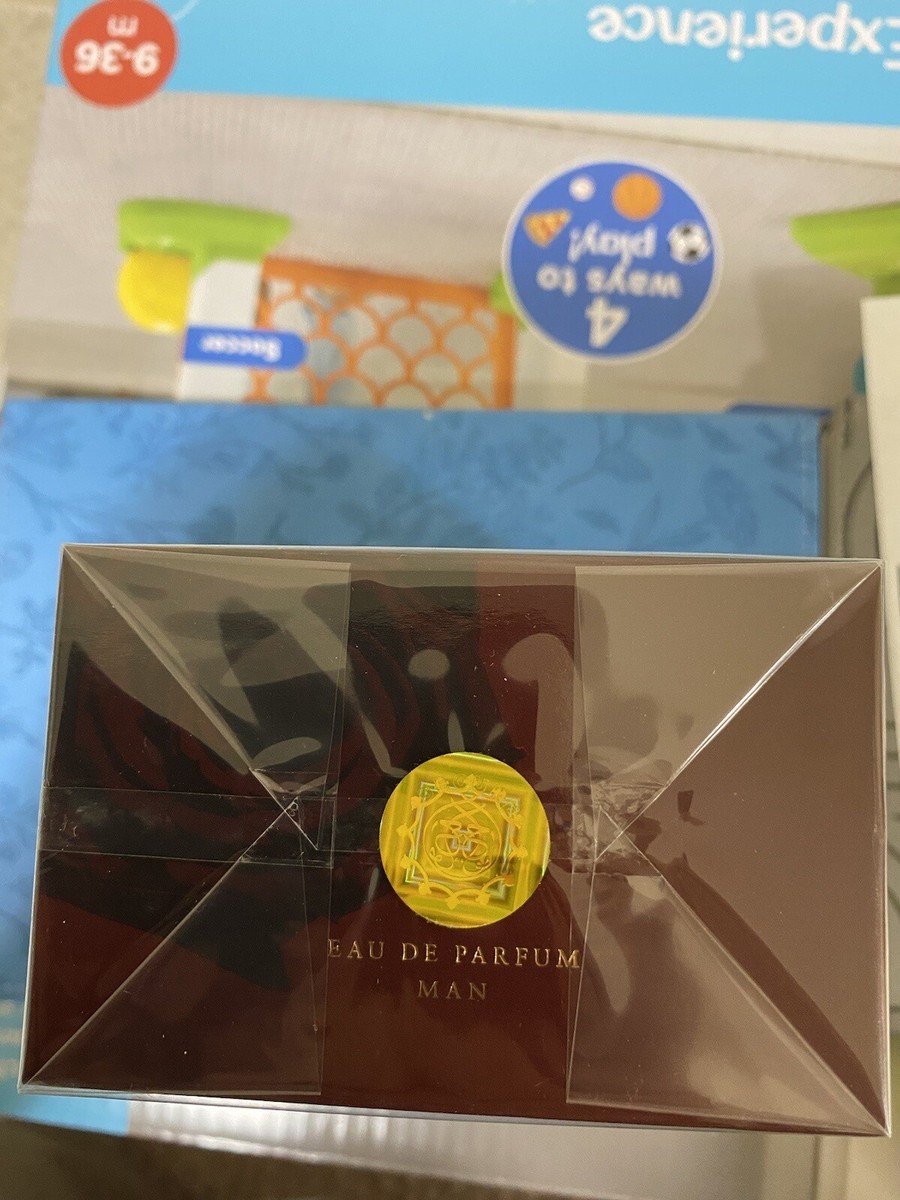 Experience
9-36
m
4
ways to
play!
Soccer
EAU DE PARFUM
MAN